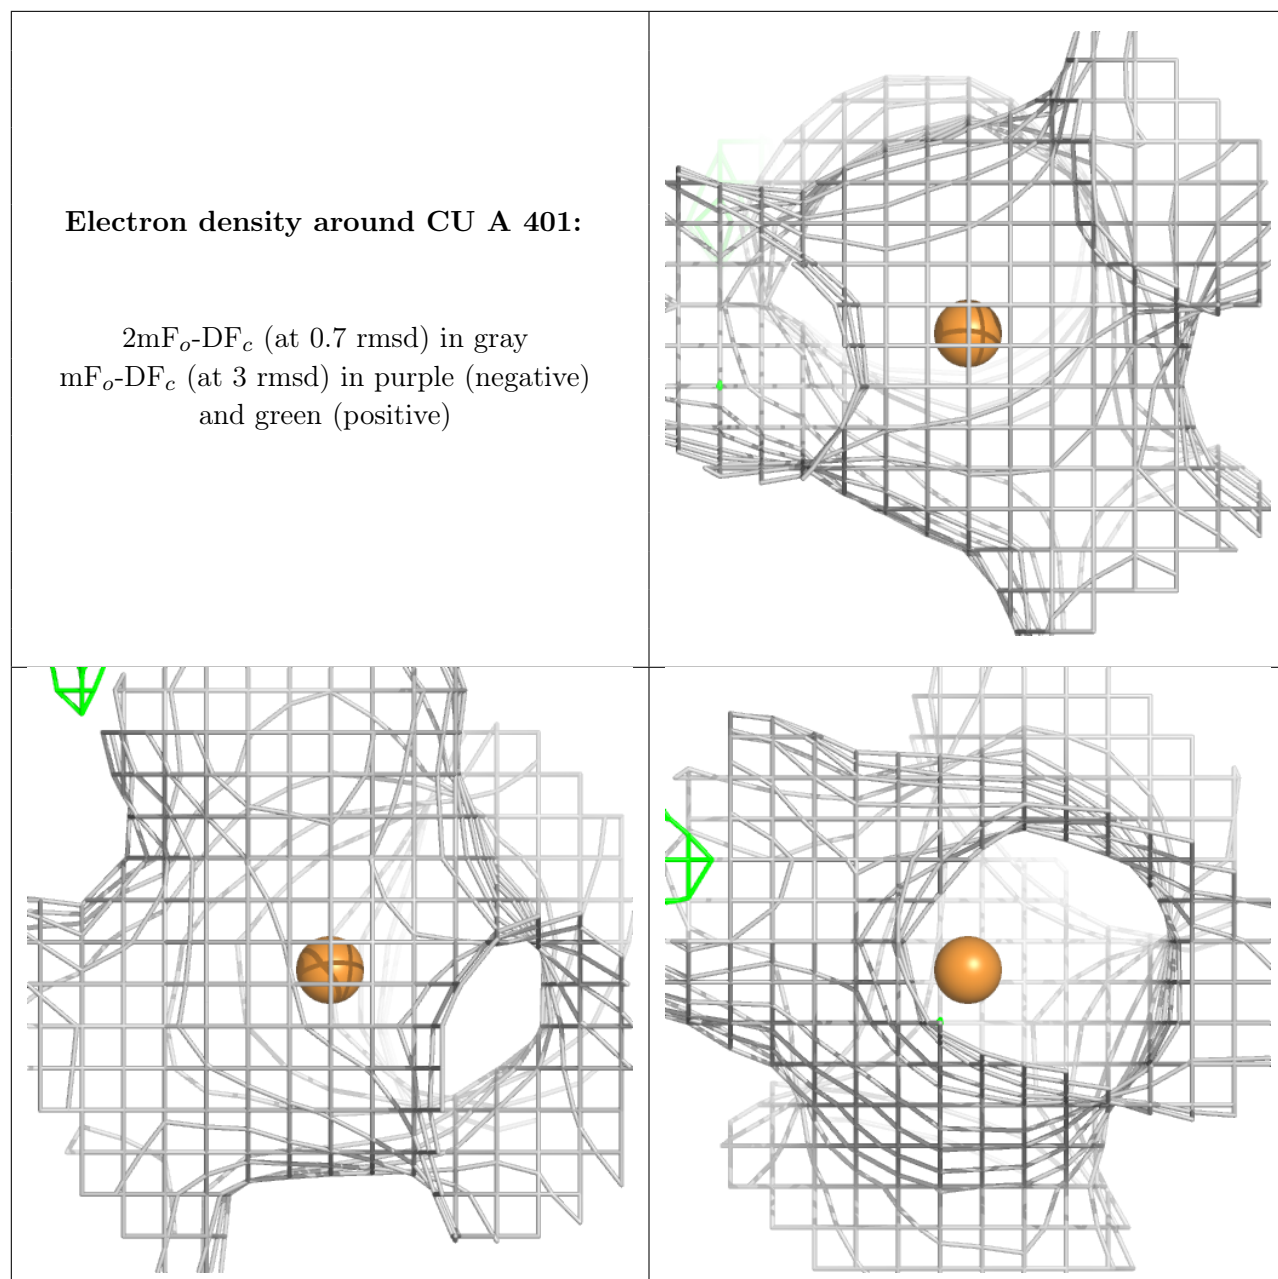 Electron density around CU A 401:
2mFo-DFc (at 0.7 rmsd) in gray
mFo-DFc (at 3 rmsd) in purple (negative)
and green (positive)